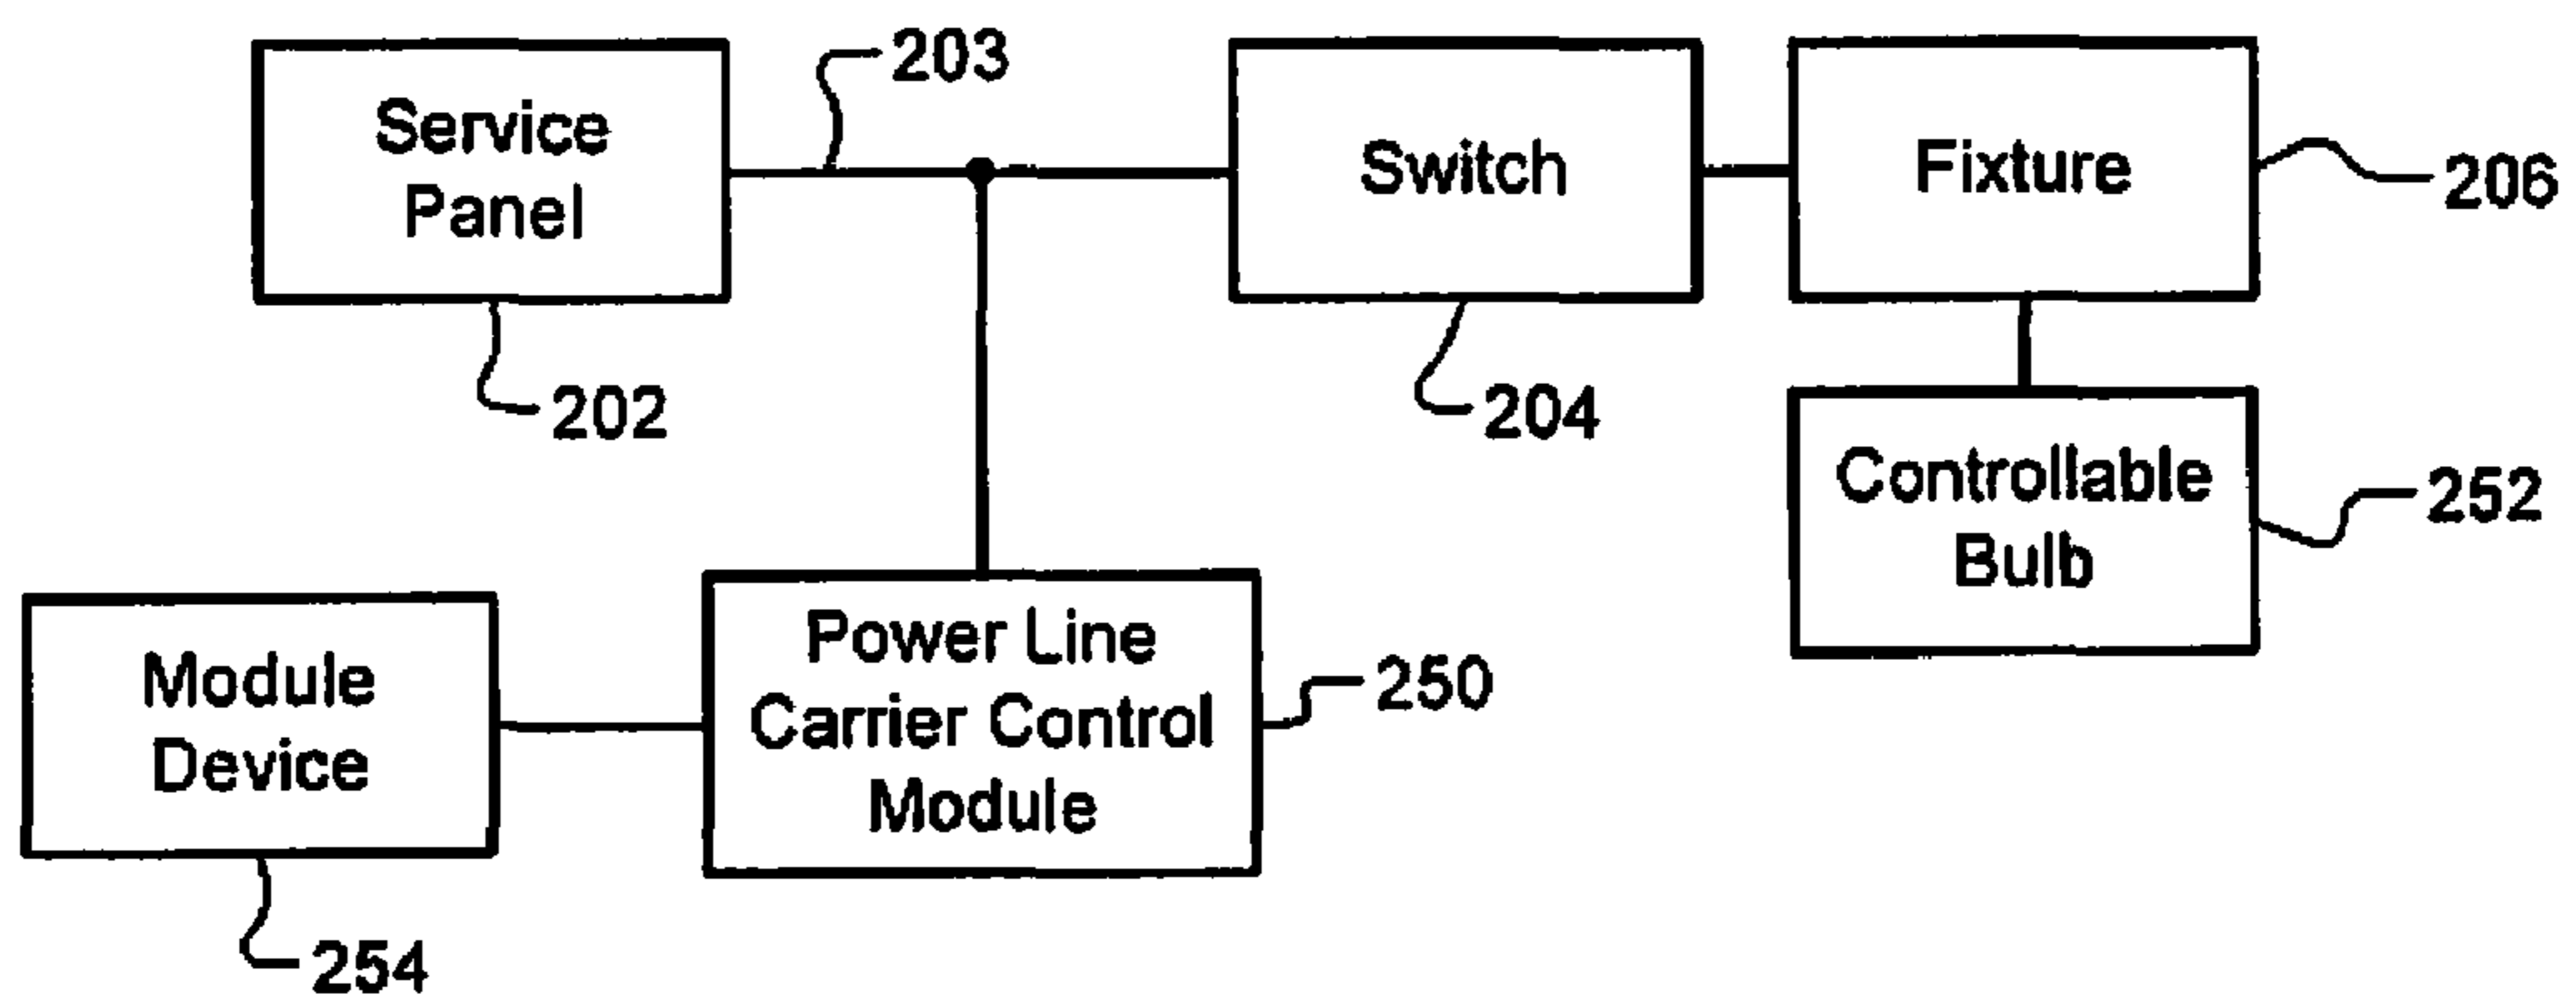 203
Service
Panel
Switch
Fixture
206
202
204
Controllable
Bulb
252
Power Line
Carrier Control
Module
250
Module
Device
254